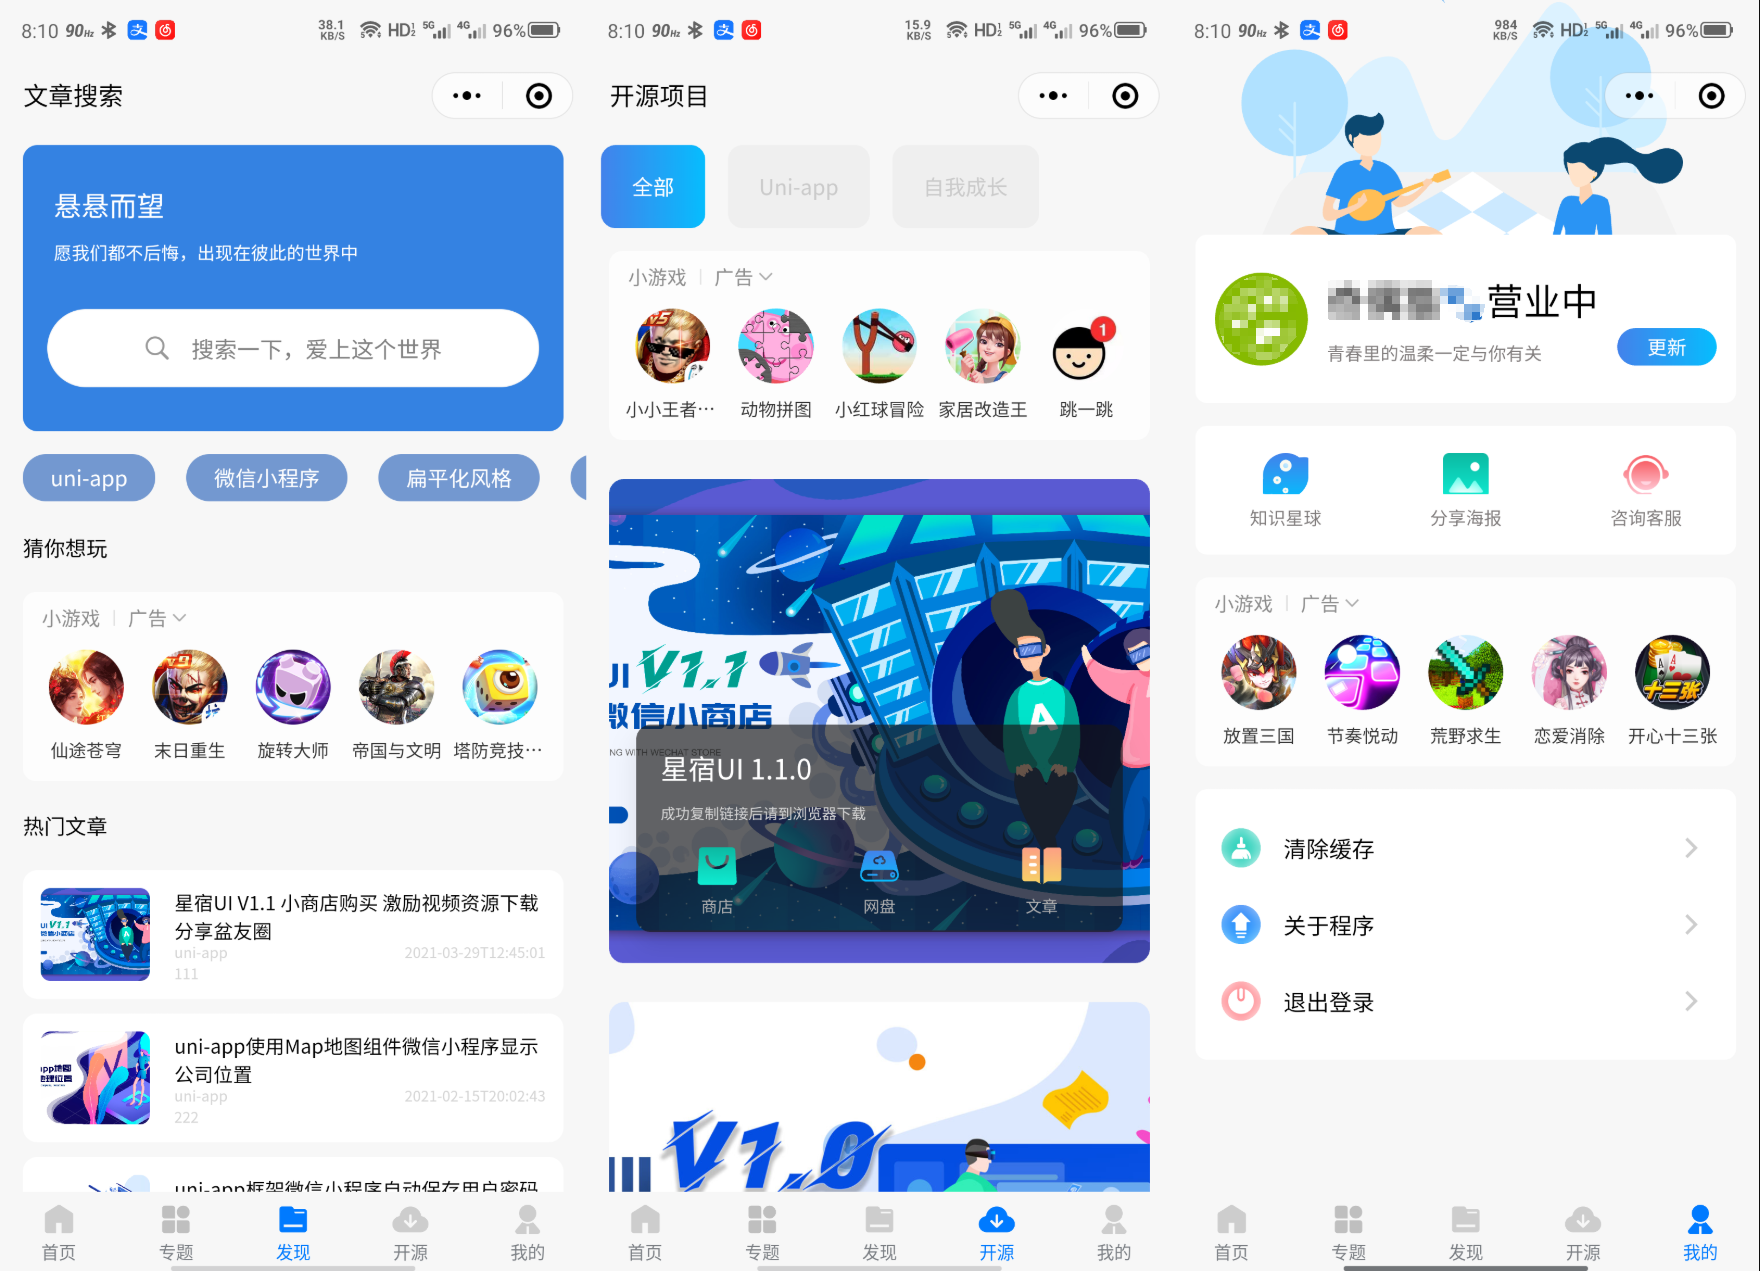 8:10 90Hz 38.1 KB/S HD 5G 4G 96%
文章搜索
悬悬而望
愿我们都不后悔，出现在彼此的世界中
搜索一下，爱上这个世界
uni-app 微信小程序 扁平化风格
猜你想玩
小游戏 广告
仙途苍穹 末日重生 旋转大师 帝国与文明 塔防竞技…
热门文章
星宿UI V1.1 小商店购买 激励视频资源下载
分享盆友圈
uni-app 2021-03-29T12:45:01
111
uni-app使用Map地图组件微信小程序显示
公司位置
uni-app 2021-02-15T20:02:43
222
uni-app框架微信小程序自动保存用户密码
首页 专题 发现 开源 我的
8:10 90Hz 15.9 KB/S HD 5G 4G 96%
开源项目
全部 Uni-app 自我成长
小游戏 广告
v5
1
小小王者… 动物拼图 小红球冒险 家居改造王 跳一跳
UI V1.1
微信小商店
NG WITH WECHAT STORE
星宿UI 1.1.0
成功复制链接后请到浏览器下载
商店 网盘 文章
V1.0
首页 专题 发现 开源 我的
8:10 90Hz 984 KB/S HD 5G 4G 96%
营业中
青春里的温柔一定与你有关
更新
知识星球 分享海报 咨询客服
小游戏 广告
十三张
放置三国 节奏悦动 荒野求生 恋爱消除 开心十三张
清除缓存
关于程序
退出登录
首页 专题 发现 开源 我的